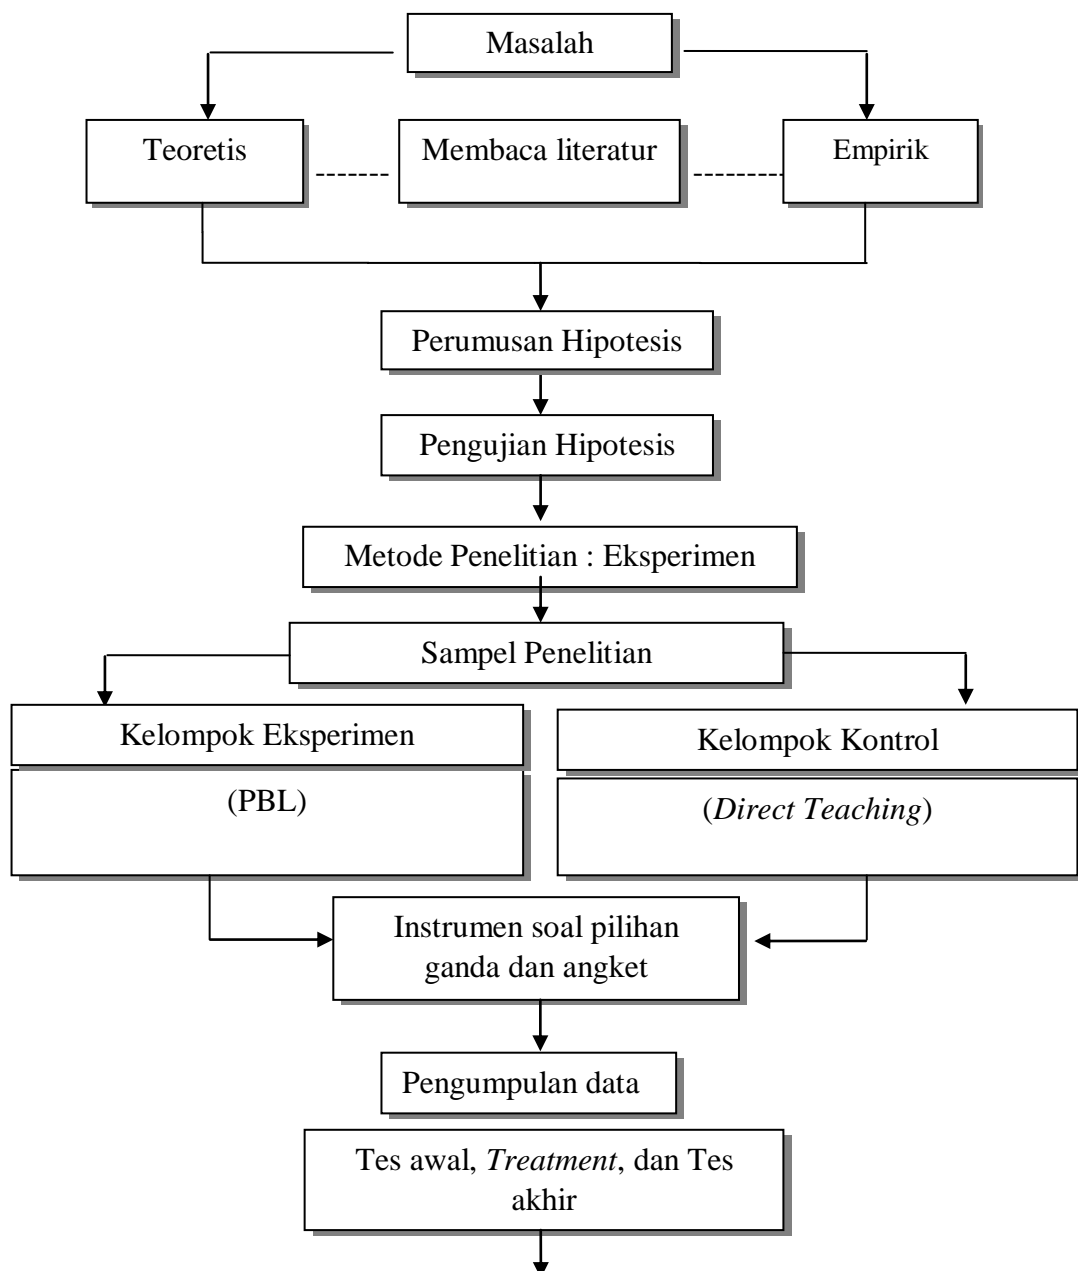 Masalah
Teoretis
Membaca literatur
Empirik
Perumusan Hipotesis
Pengujian Hipotesis
Metode Penelitian : Eksperimen
Sampel Penelitian
Kelompok Eksperimen
(PBL)
Kelompok Kontrol
(Direct Teaching)
Instrumen soal pilihan
ganda dan angket
Pengumpulan data
Tes awal, Treatment, dan Tes
akhir